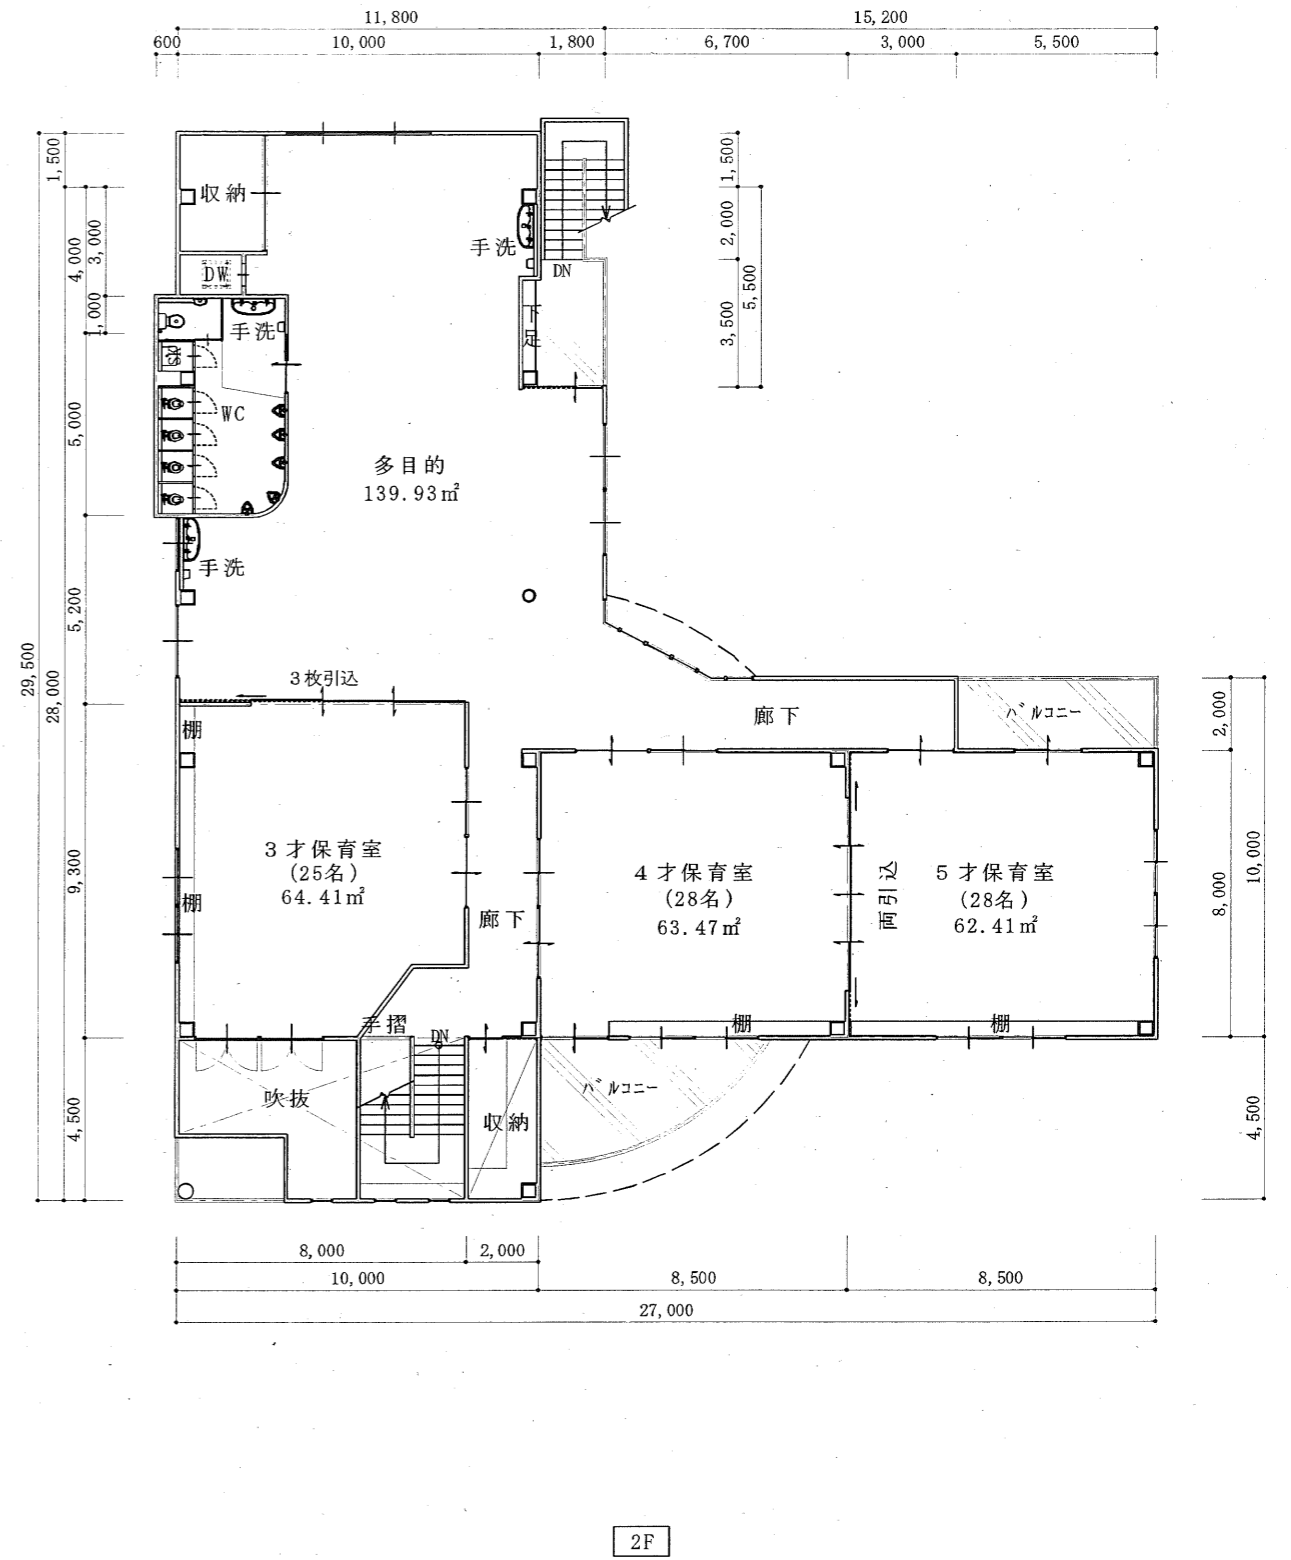 11,800
15,200
600
10,000
1,800
6,700
3,000
5,500
1,500
4,000
3,000
1,000
5,000
5,200
29,500
28,000
9,300
4,500
1,500
2,000
3,500
5,500
収納
手洗
DN
DW
下足
手洗
SK
WC
多目的
139.93㎡
手洗
3枚引込
棚
廊下
バルコニー
2,000
3才保育室
(25名)
64.41㎡
棚
廊下
4才保育室
(28名)
63.47㎡
両引込
5才保育室
(28名)
62.41㎡
8,000
10,000
手摺
DN
棚
棚
吹抜
収納
バルコニー
4,500
8,000
2,000
10,000
8,500
8,500
27,000
2F